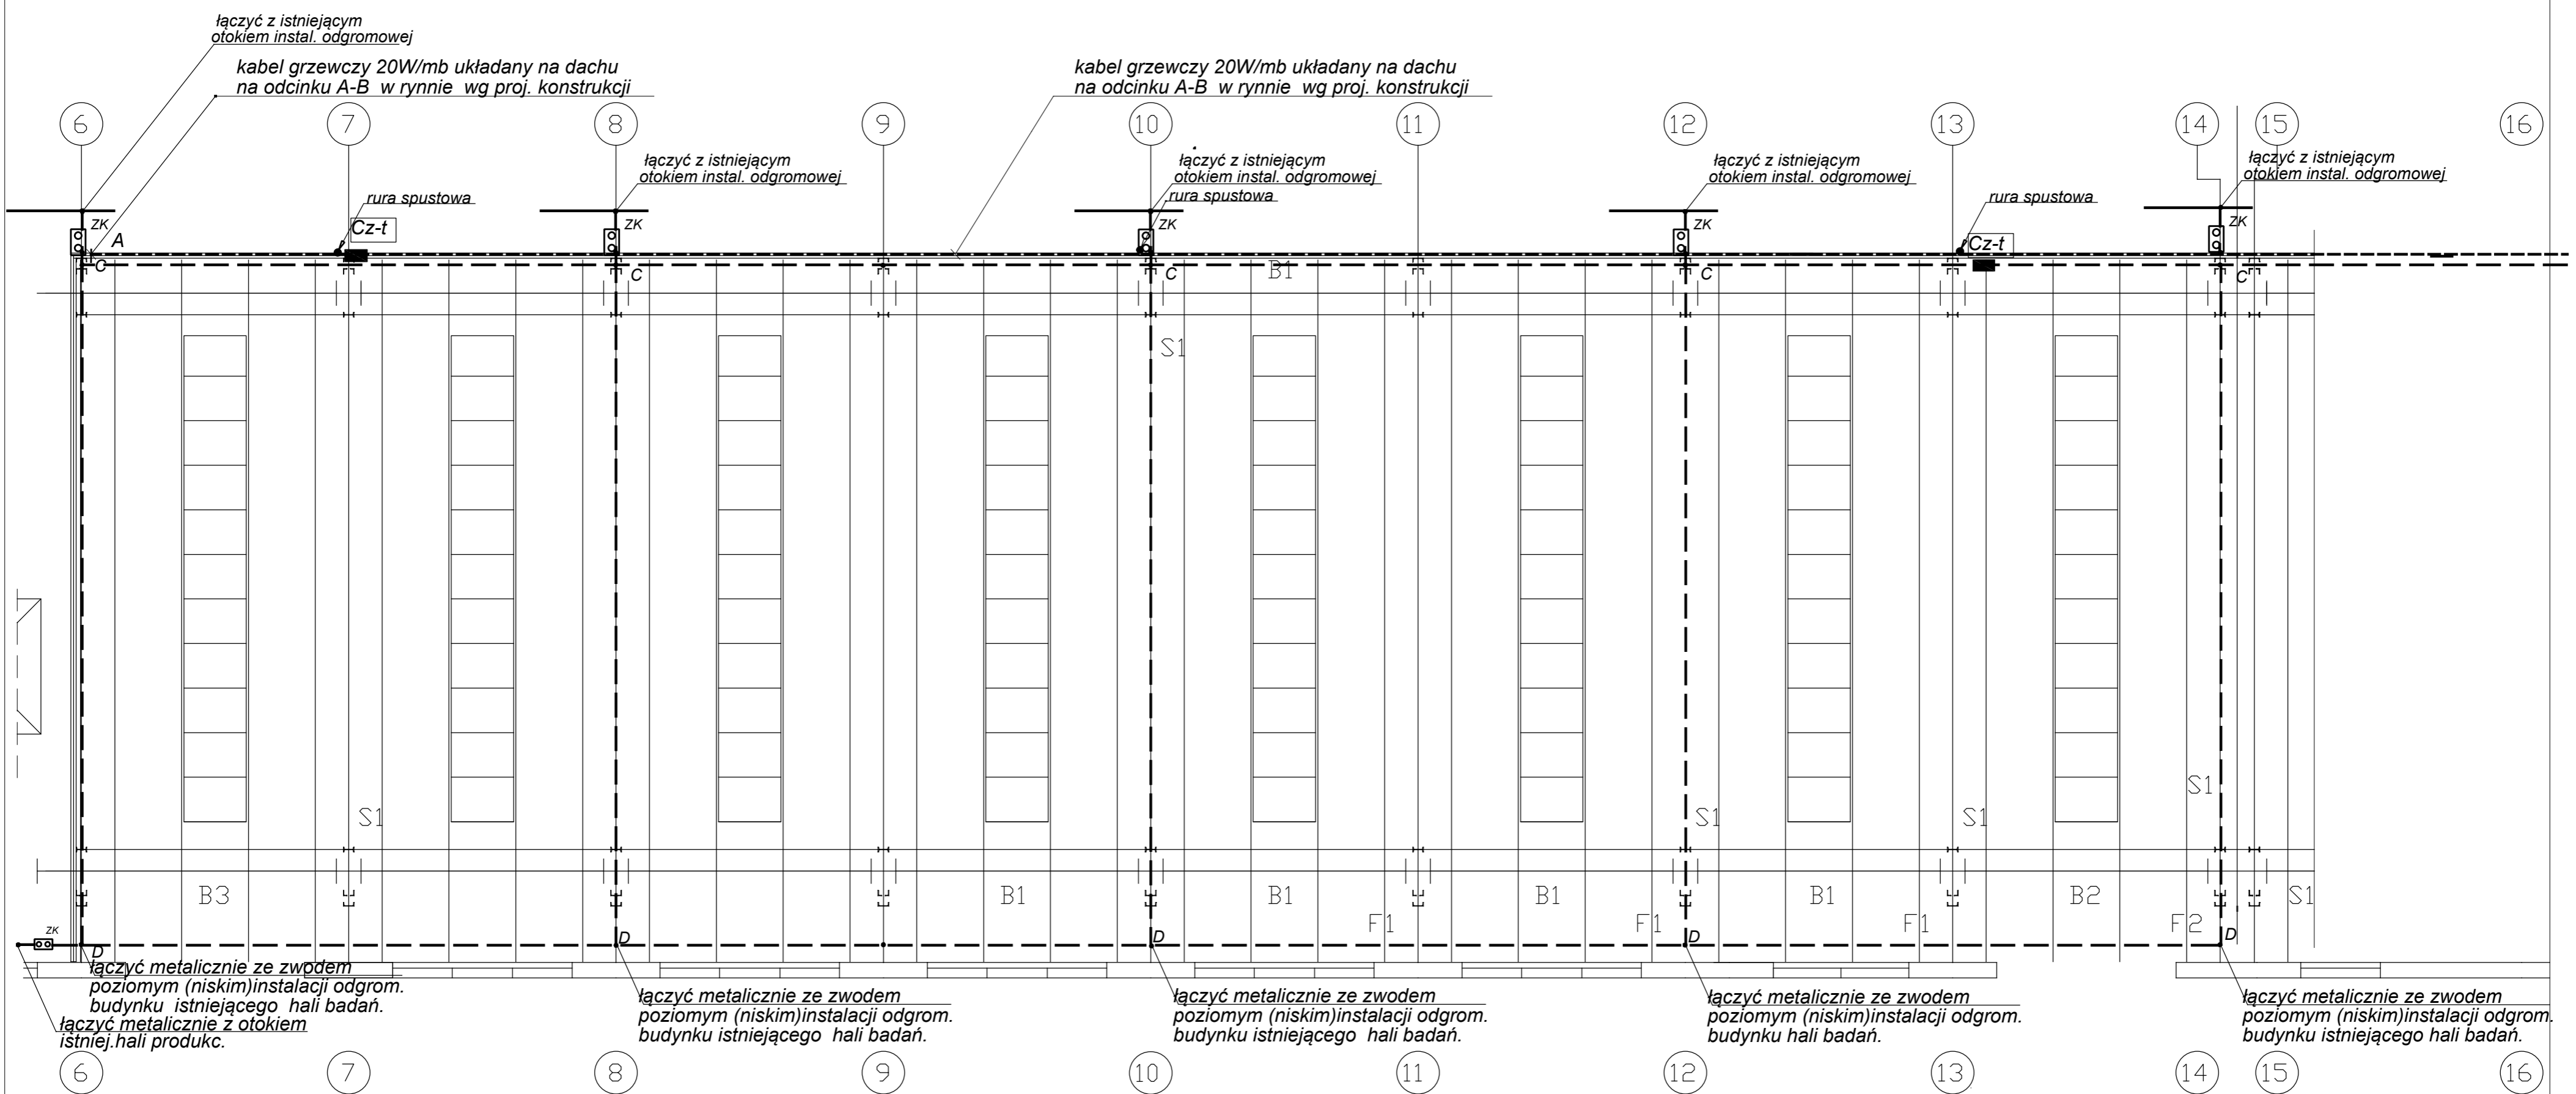 łączyć z istniejącym
otokiem instal. odgromowej
kabel grzewczy 20W/mb układany na dachu
na odcinku A-B w rynnie wg proj. konstrukcji
kabel grzewczy 20W/mb układany na dachu
na odcinku A-B w rynnie wg proj. konstrukcji
6
7
8
9
10
11
12
13
14
15
16
łączyć z istniejącym
otokiem instal. odgromowej
łączyć z istniejącym
otokiem instal. odgromowej
łączyć z istniejącym
otokiem instal. odgromowej
łączyć z istniejącym
otokiem instal. odgromowej
rura spustowa
rura spustowa
rura spustowa
ZK
ZK
ZK
ZK
ZK
Cz-t
Cz-t
A
C
C
C
C
C
B1
S1
S1
S1
S1
S1
B3
B1
B1
B1
B1
B2
S1
F1
F1
F1
F2
ZK
D
D
D
D
D
łączyć metalicznie ze zwodem
poziomym (niskim)instalacji odgrom.
budynku istniejącego hali badań.
łączyć metalicznie z otokiem
istniej.hali produkc.
łączyć metalicznie ze zwodem
poziomym (niskim)instalacji odgrom.
budynku istniejącego hali badań.
łączyć metalicznie ze zwodem
poziomym (niskim)instalacji odgrom.
budynku istniejącego hali badań.
łączyć metalicznie ze zwodem
poziomym (niskim)instalacji odgrom.
budynku hali badań.
łączyć metalicznie ze zwodem
poziomym (niskim)instalacji odgrom.
budynku istniejącego hali badań.
6
7
8
9
10
11
12
13
14
15
16